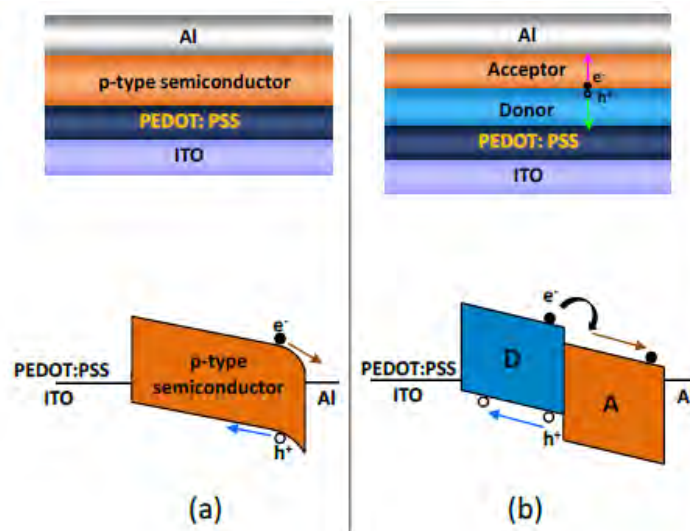 Al
p-type semiconductor
PEDOT: PSS
ITO
Al
Acceptor
e-
h+
Donor
PEDOT: PSS
ITO
e-
p-type
semiconductor
PEDOT:PSS
ITO
Al
h+
(a)
e-
D
PEDOT:PSS
ITO
A
A
h+
(b)